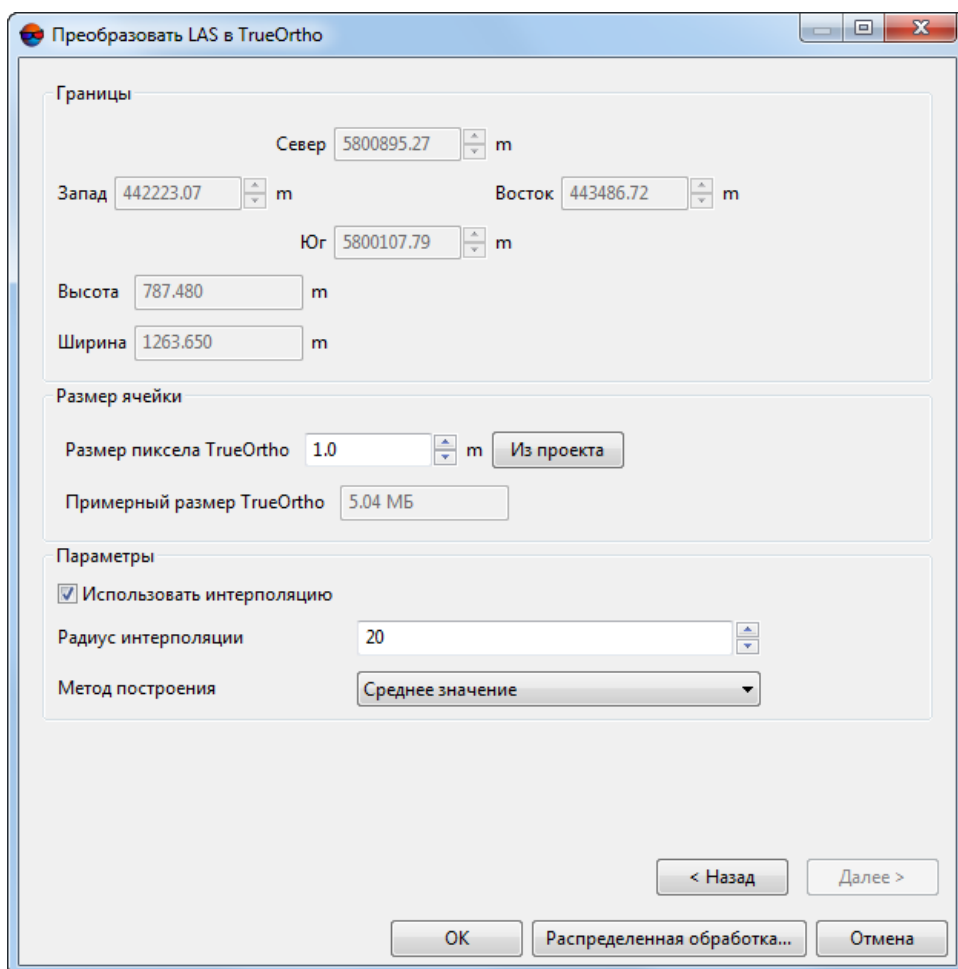 Преобразовать LAS в TrueOrtho
Границы
Север 5800895.27 m
Запад 442223.07 m Восток 443486.72 m
Юг 5800107.79 m
Высота 787.480 m
Ширина 1263.650 m
Размер ячейки
Размер пиксела TrueOrtho 1.0 m Из проекта
Примерный размер TrueOrtho 5.04 МБ
Параметры
Использовать интерполяцию
Радиус интерполяции 20
Метод построения Среднее значение
< Назад Далее >
OK Распределенная обработка... Отмена